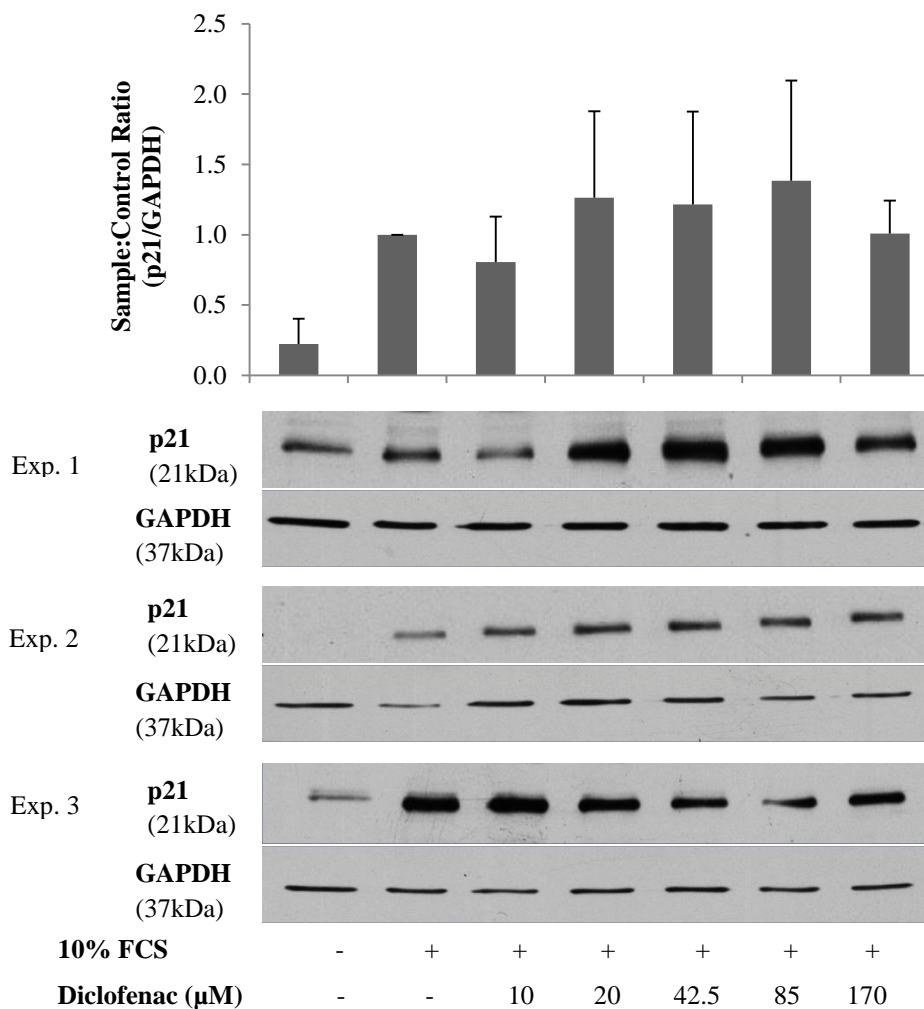 2.5
2.0
1.5
1.0
0.5
0.0
Sample:Control Ratio
(p21/GAPDH)
Exp. 1
p21
(21kDa)
GAPDH
(37kDa)
Exp. 2
p21
(21kDa)
GAPDH
(37kDa)
Exp. 3
p21
(21kDa)
GAPDH
(37kDa)
10% FCS - + + + + + +
Diclofenac (µM) - - 10 20 42.5 85 170